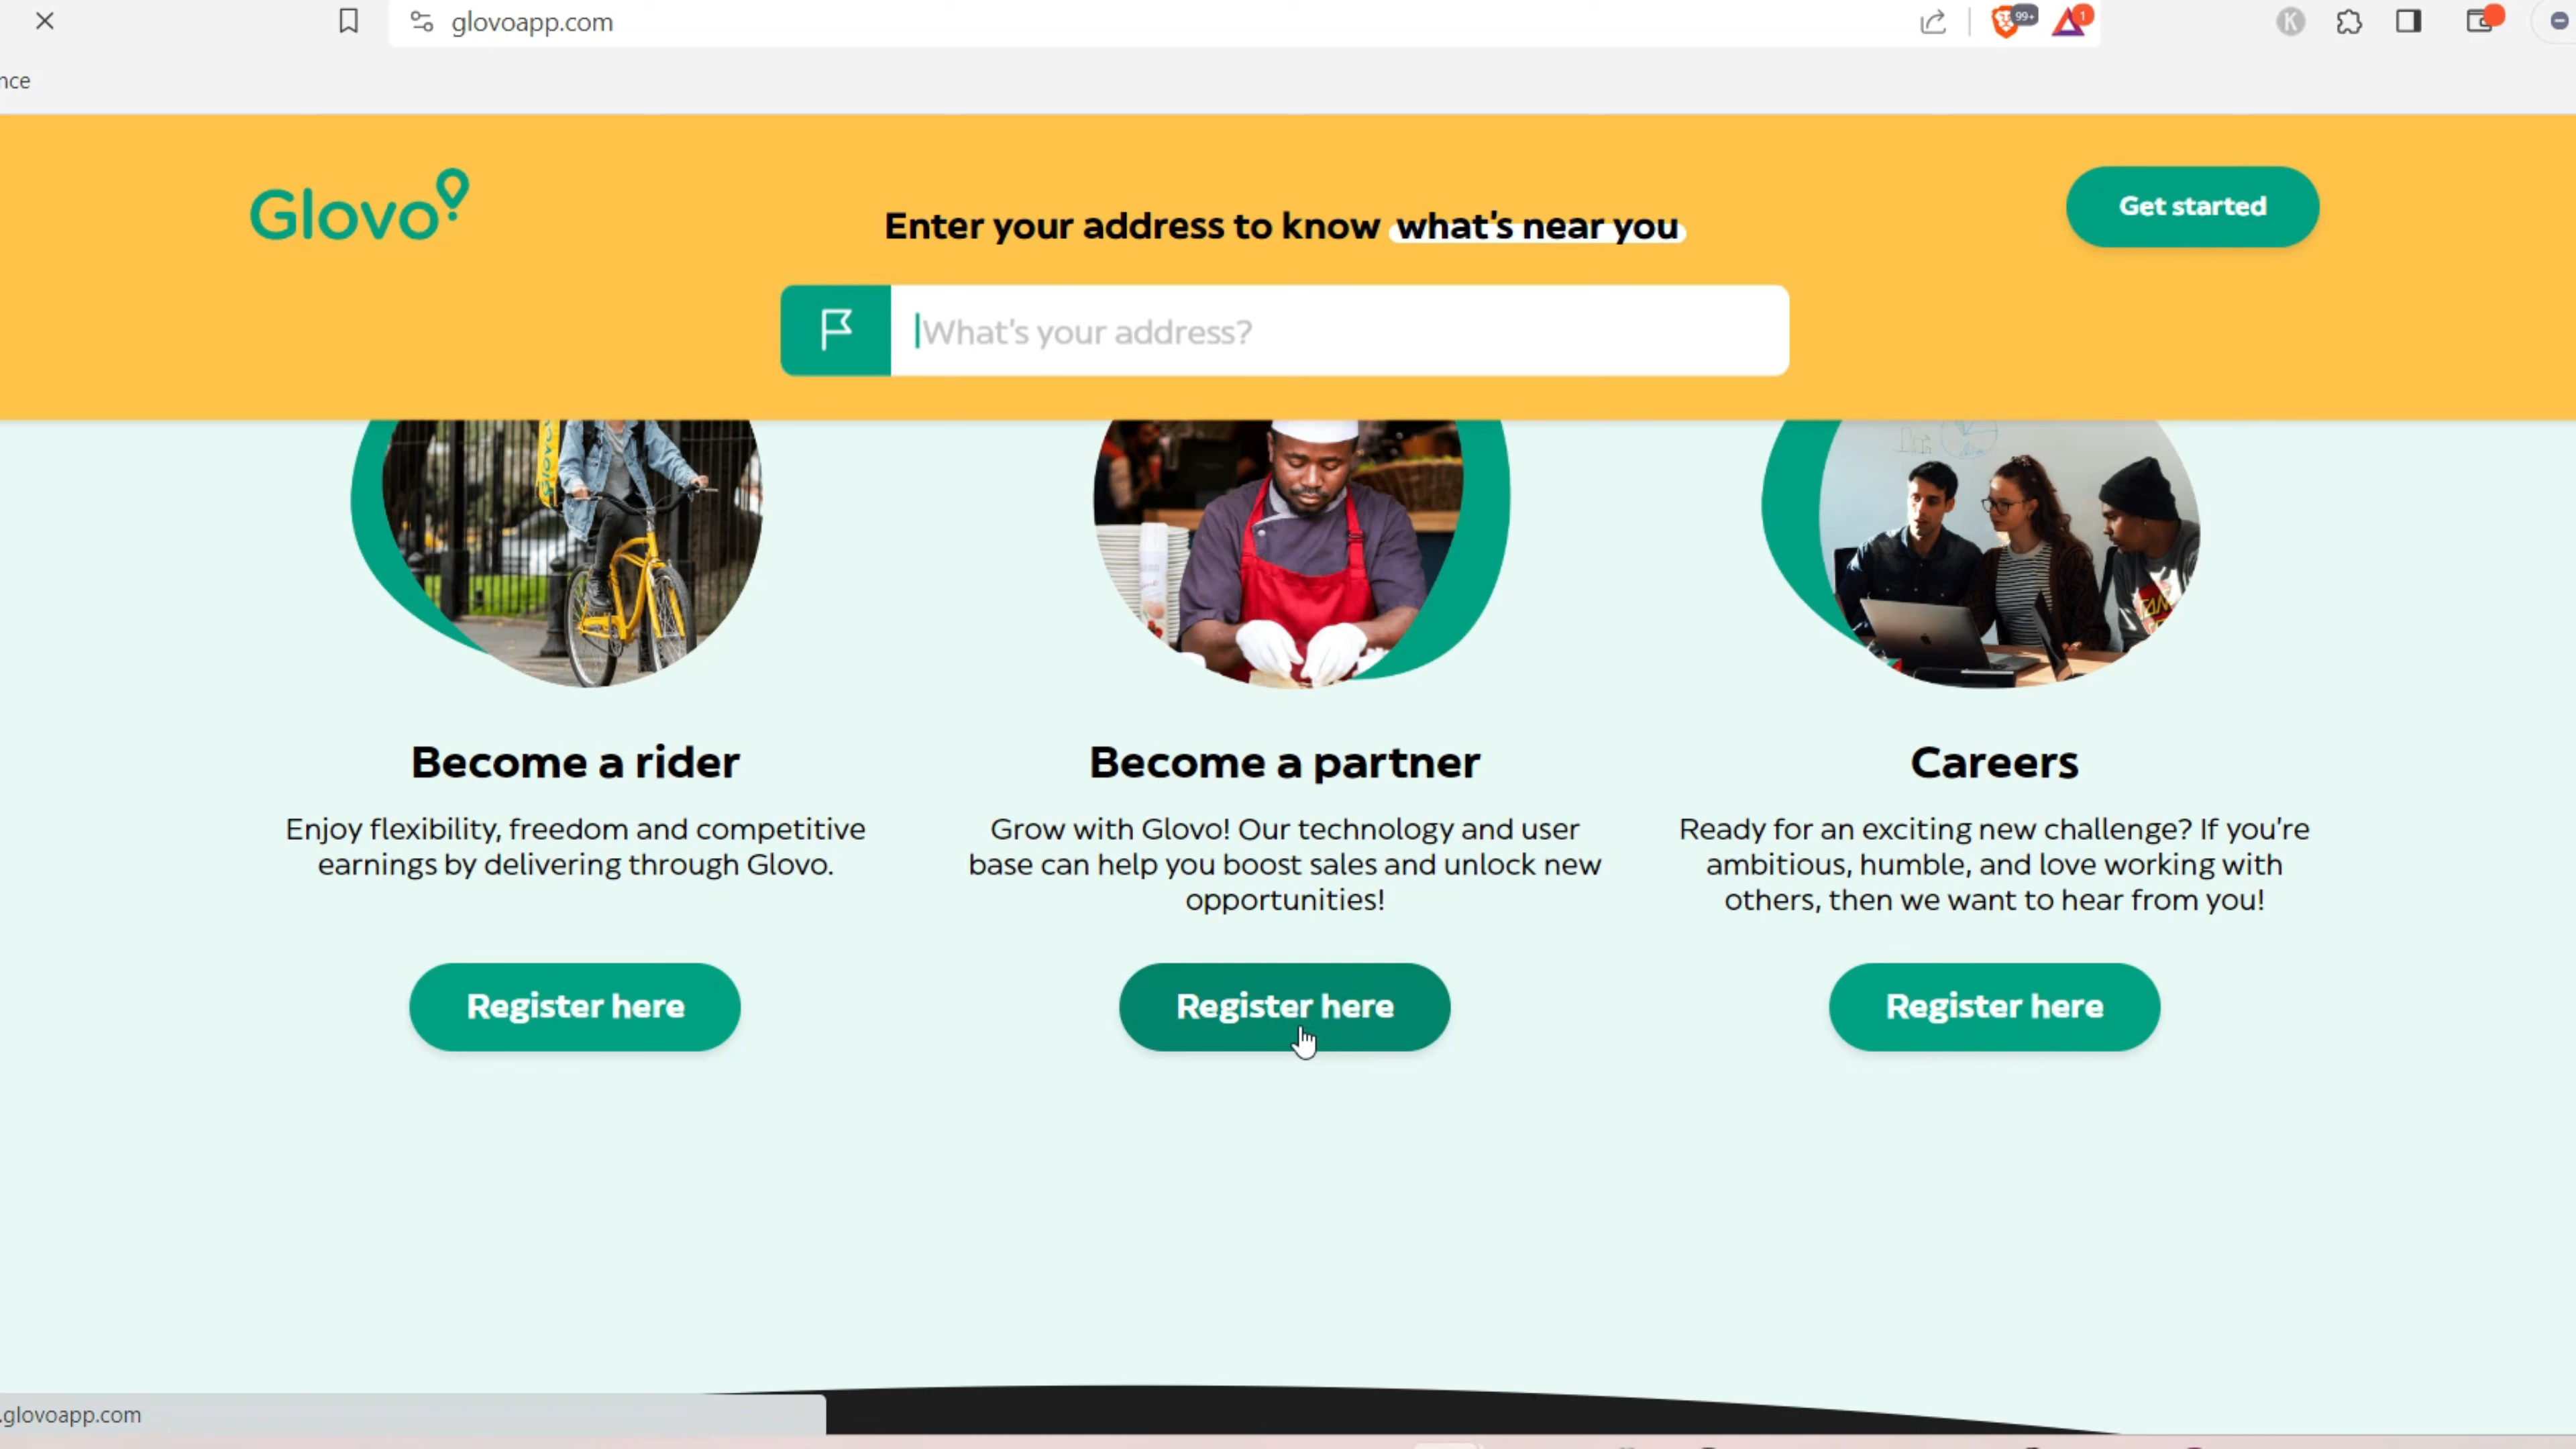 glovoapp.com
99+
1
K
nce
Glovo
Enter your address to know what's near you
Get started
What's your address?
Glovo
Become a rider
Enjoy flexibility, freedom and competitive
earnings by delivering through Glovo.
Register here
Become a partner
Grow with Glovo! Our technology and user
base can help you boost sales and unlock new
opportunities!
Register here
Careers
Ready for an exciting new challenge? If you're
ambitious, humble, and love working with
others, then we want to hear from you!
Register here
.glovoapp.com